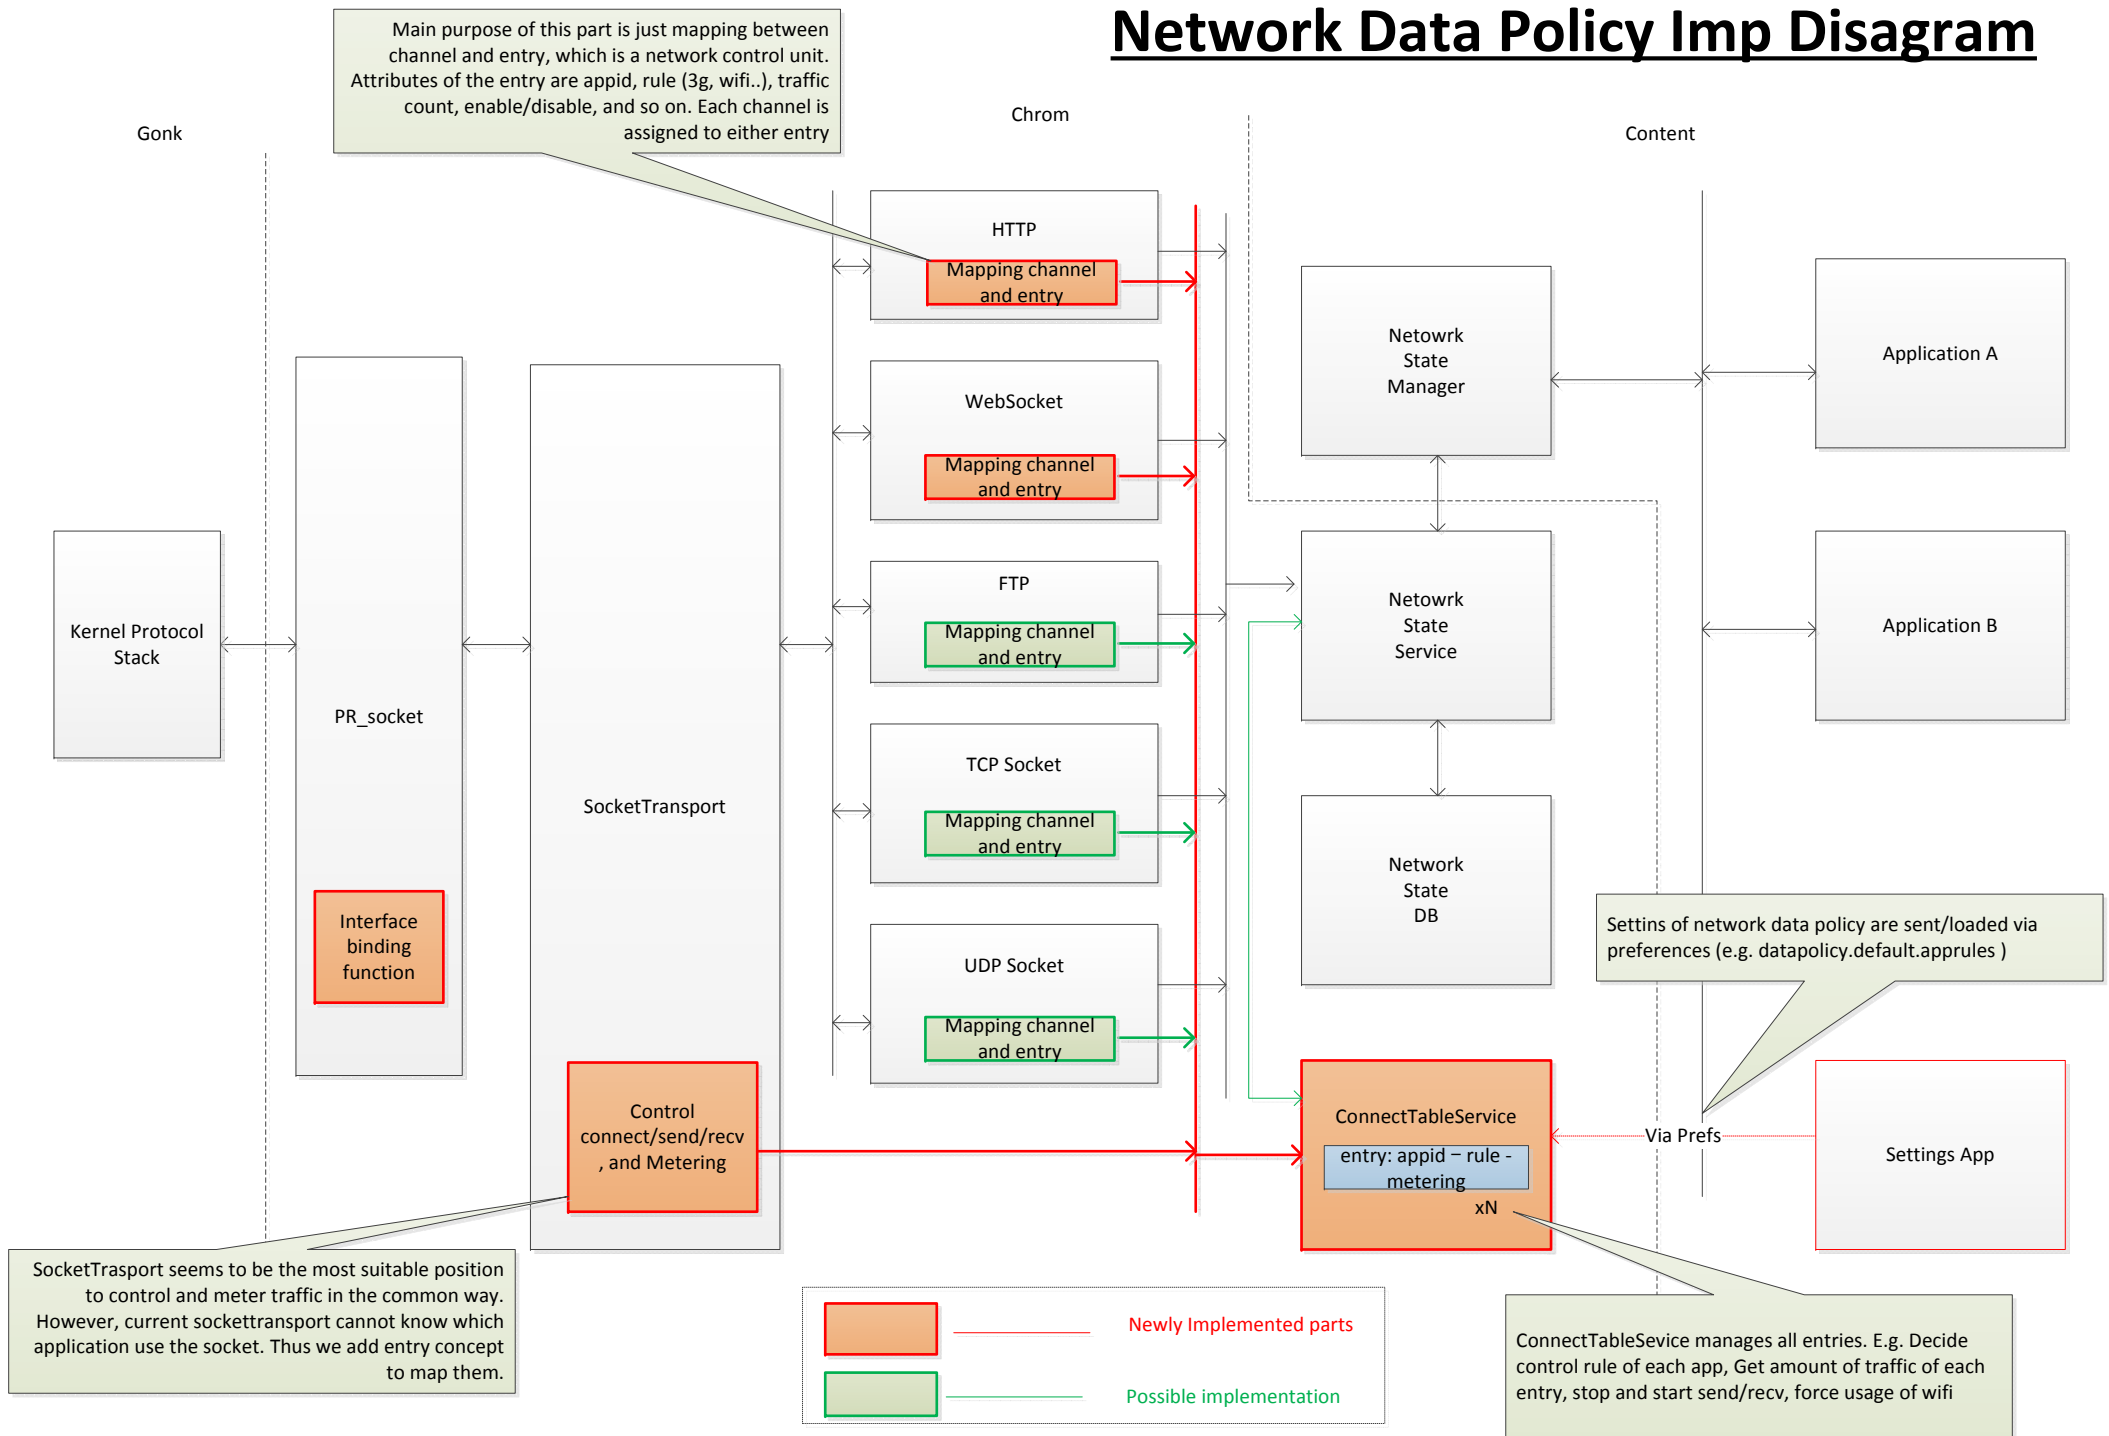 Network Data Policy Imp Disagram
Main purpose of this part is just mapping between
channel and entry, which is a network control unit.
Attributes of the entry are appid, rule (3g, wifi..), traffic
count, enable/disable, and so on. Each channel is
assigned to either entry
Gonk
Chrom
Content
HTTP
Mapping channel
and entry
WebSocket
Mapping channel
and entry
FTP
Mapping channel
and entry
TCP Socket
Mapping channel
and entry
UDP Socket
Mapping channel
and entry
Kernel Protocol
Stack
PR_socket
Interface
binding
function
SocketTransport
Control
connect/send/recv
, and Metering
Netowrk
State
Manager
Netowrk
State
Service
Network
State
DB
Application A
Application B
Settins of network data policy are sent/loaded via
preferences (e.g. datapolicy.default.apprules )
ConnectTableService
entry: appid – rule -
metering
xN
Via Prefs
Settings App
SocketTrasport seems to be the most suitable position
to control and meter traffic in the common way.
However, current sockettransport cannot know which
application use the socket. Thus we add entry concept
to map them.
Newly Implemented parts
Possible implementation
ConnectTableSevice manages all entries. E.g. Decide
control rule of each app, Get amount of traffic of each
entry, stop and start send/recv, force usage of wifi